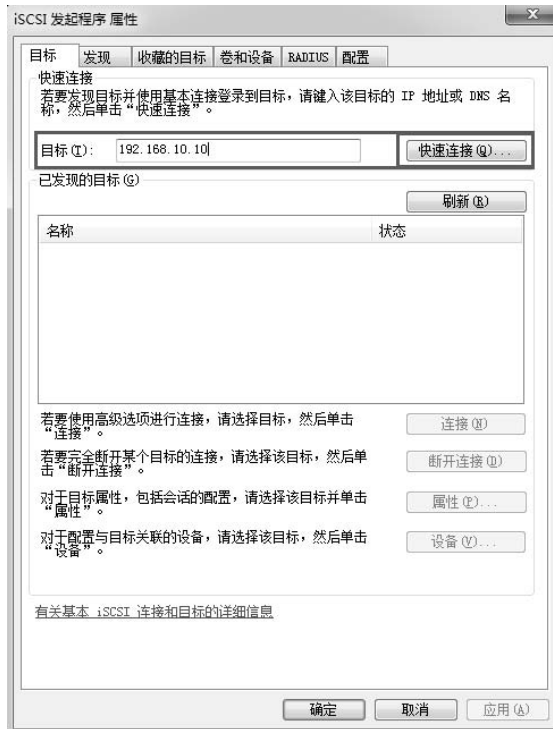 iSCSI 发起程序 属性
目标 发现 收藏的目标 卷和设备 RADIUS 配置
快速连接
若要发现目标并使用基本连接登录到目标，请键入该目标的 IP 地址或 DNS 名
称，然后单击“快速连接”。
目标(T): 192.168.10.10 快速连接(Q)...
已发现的目标(G)
刷新(R)
名称 状态
若要使用高级选项进行连接，请选择目标，然后单击
“连接”。
连接(N)
若要完全断开某个目标的连接，请选择该目标，然后单
击“断开连接”。
断开连接(D)
对于目标属性，包括会话的配置，请选择该目标并单击
“属性”。
属性(P)...
对于配置与目标关联的设备，请选择该目标，然后单击
“设备”。
设备(V)...
有关基本 iSCSI 连接和目标的详细信息
确定 取消 应用(A)